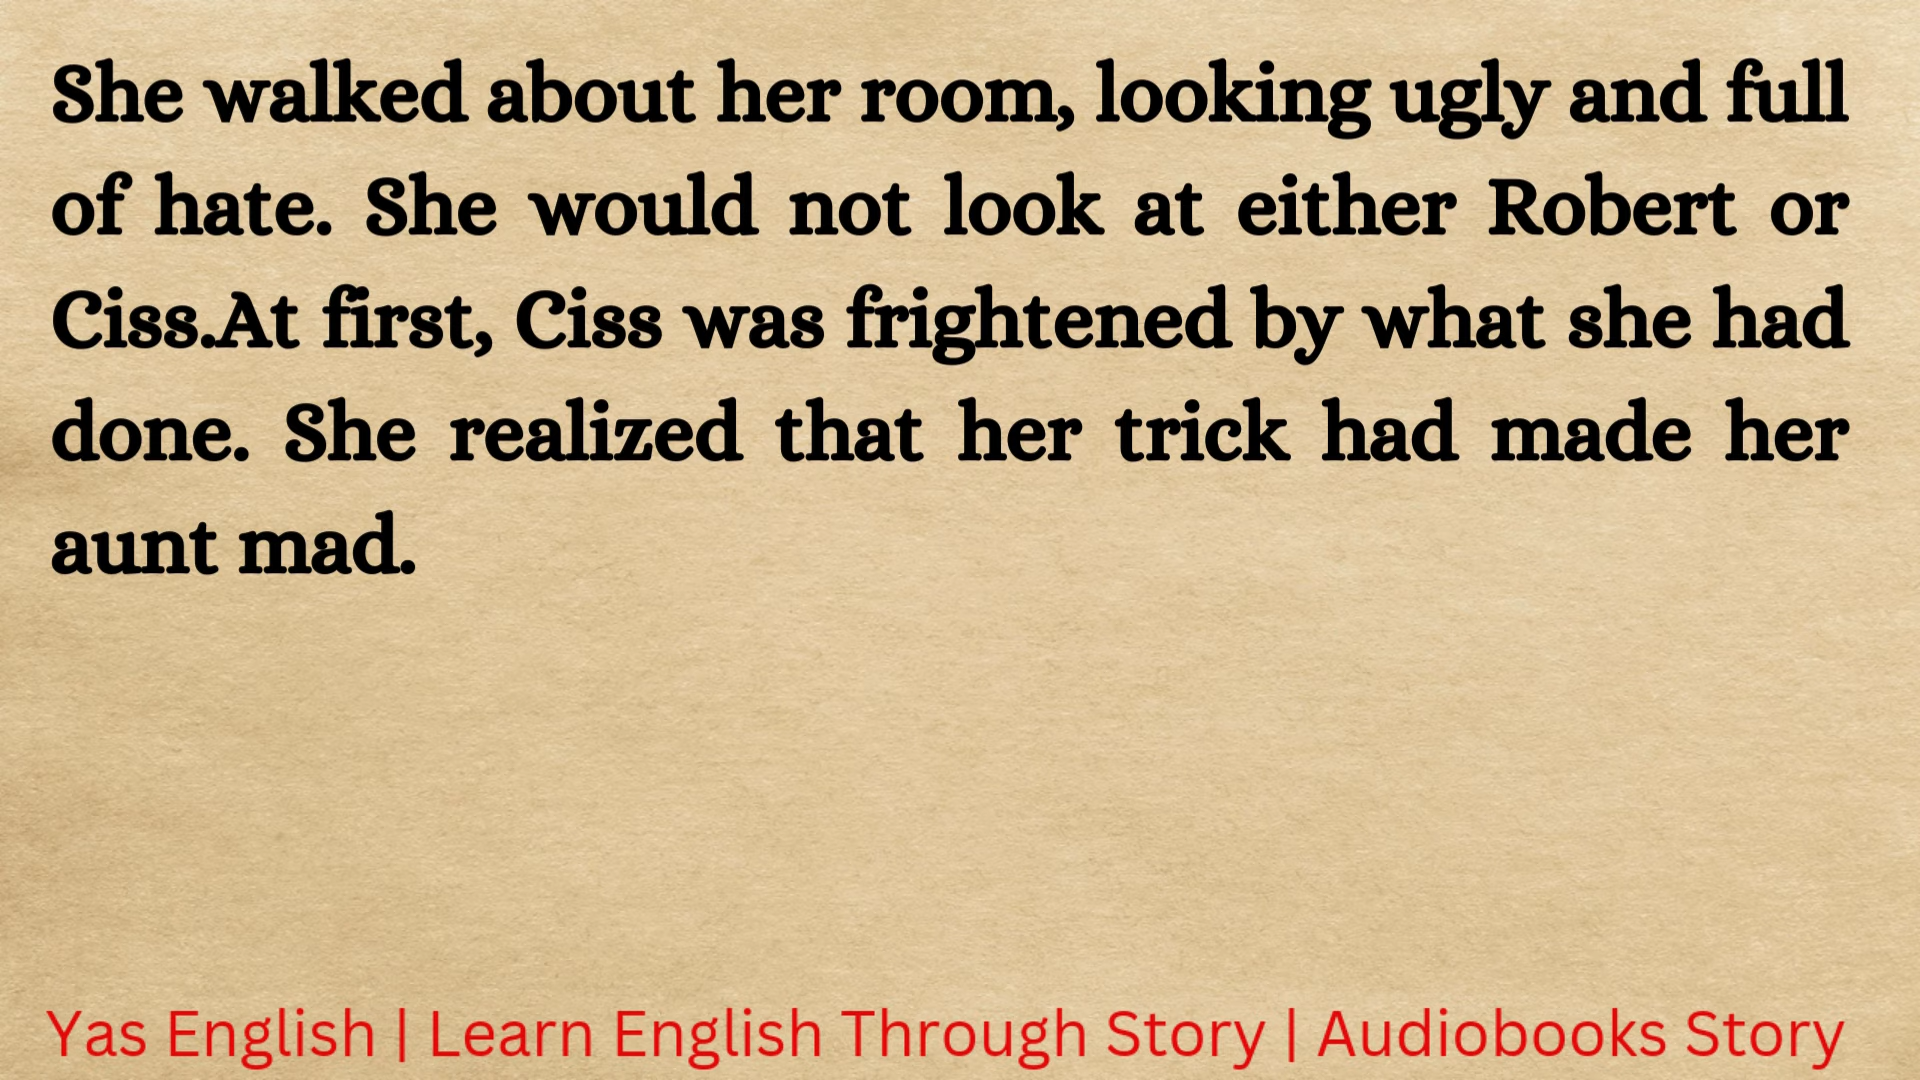 She walked about her room, looking ugly and full
of hate. She would not look at either Robert or
Ciss.At first, Ciss was frightened by what she had
done. She realized that her trick had made her
aunt mad.
Yas English | Learn English Through Story | Audiobooks Story